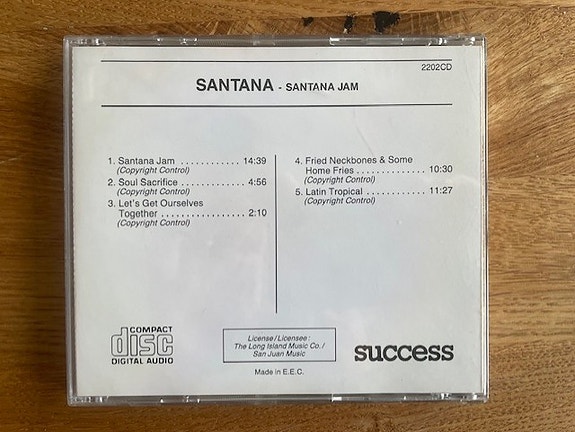 2202CD
SANTANA - SANTANA JAM
1. Santana Jam . . . . . . . . . . . . 14:39
(Copyright Control)
2. Soul Sacrifice . . . . . . . . . . 4:56
(Copyright Control)
3. Let's Get Ourselves
Together . . . . . . . . . . . . . . . . . 2:10
(Copyright Control)
4. Fried Neckbones & Some
Home Fries . . . . . . . . . . . . . . 10:30
(Copyright Control)
5. Latin Tropical . . . . . . . . . . . 11:27
(Copyright Control)
COMPACT
disc
DIGITAL AUDIO
License/Licensee:
The Long Island Music Co. /
San Juan Music
Made in E.E.C.
success